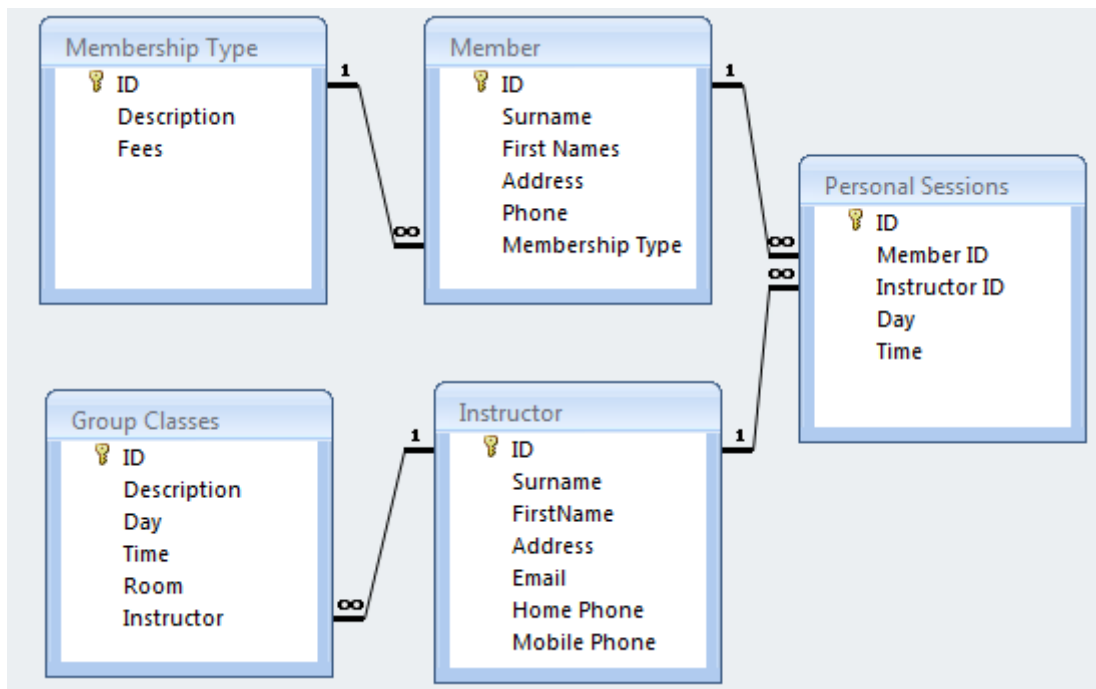 Membership Type
ID
Description
Fees
1
∞
Member
ID
Surname
First Names
Address
Phone
Membership Type
1
∞
∞
Personal Sessions
ID
Member ID
Instructor ID
Day
Time
Group Classes
ID
Description
Day
Time
Room
Instructor
∞
1
Instructor
ID
Surname
FirstName
Address
Email
Home Phone
Mobile Phone
1